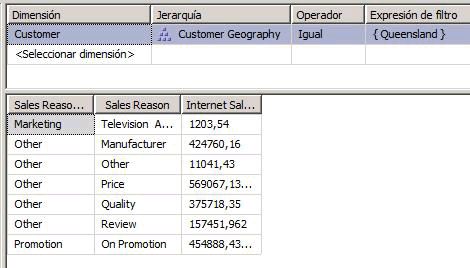 Dimensión Jerarquía Operador Expresión de filtro
Customer Customer Geography Igual { Queensland }
<Seleccionar dimensión>
Sales Reaso... Sales Reason Internet Sal...
Marketing Television A... 1203,54
Other Manufacturer 424760,16
Other Other 11041,43
Other Price 569067,13...
Other Quality 375718,35
Other Review 157451,962
Promotion On Promotion 454888,43...